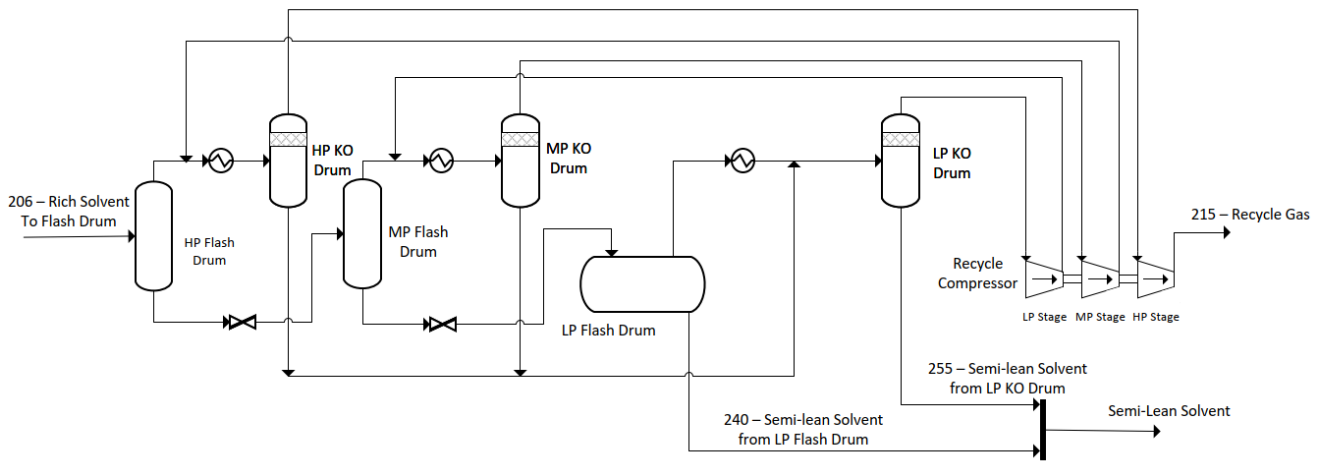 HP KO
Drum
MP KO
Drum
LP KO
Drum
206 – Rich Solvent
To Flash Drum
HP Flash
Drum
MP Flash
Drum
LP Flash Drum
215 – Recycle Gas
Recycle
Compressor
LP Stage
MP Stage
HP Stage
255 – Semi-lean Solvent
from LP KO Drum
240 – Semi-lean Solvent
from LP Flash Drum
Semi-Lean Solvent